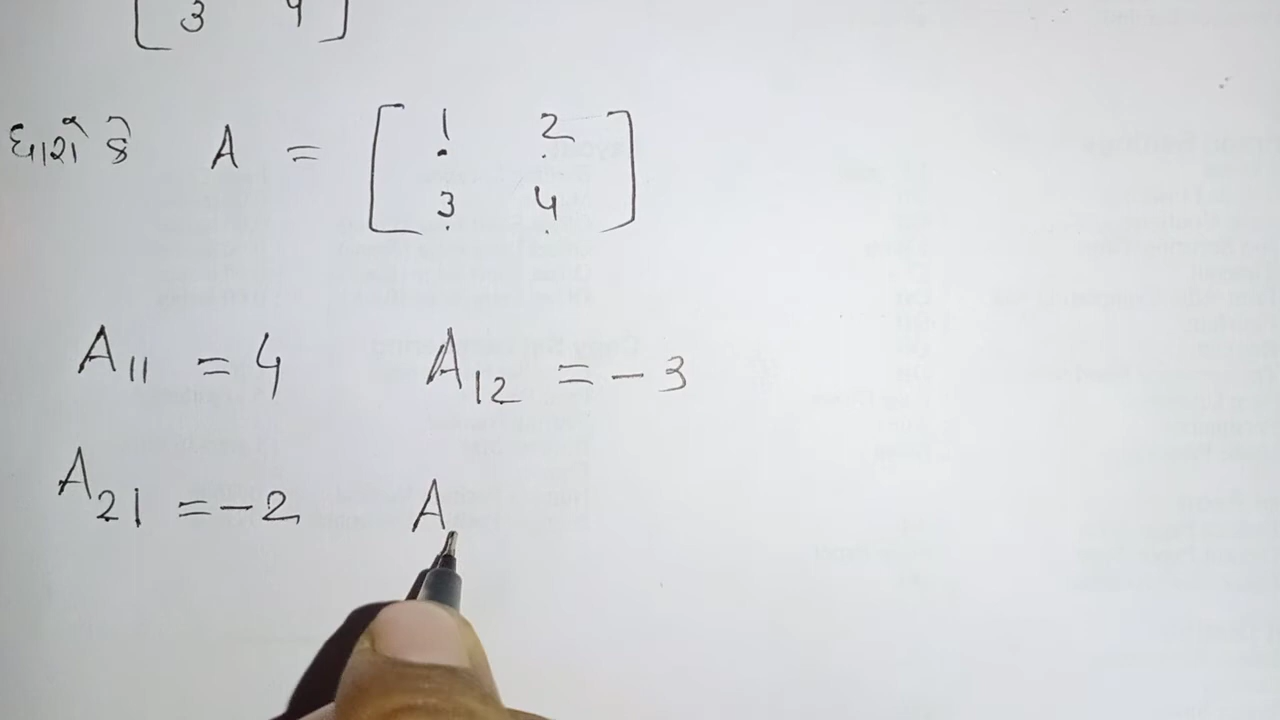 3 4
धारों कि A = [ 1 2
3 4 ]
A11 = 4 A12 = -3
A21 = -2 A